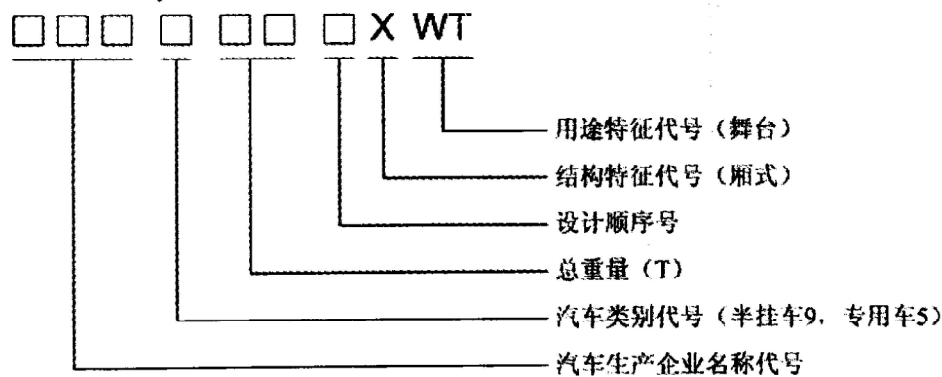 □□□ □ □□ □ X WT
用途特征代号（舞台）
结构特征代号（厢式）
设计顺序号
总重量（T）
汽车类别代号（半挂车9，专用车5）
汽车生产企业名称代号